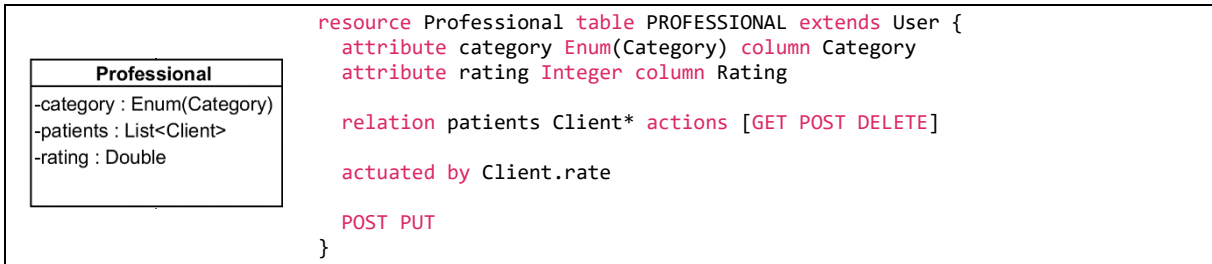 Professional
-category : Enum(Category)
-patients : List<Client>
-rating : Double
resource Professional table PROFESSIONAL extends User {
attribute category Enum(Category) column Category
attribute rating Integer column Rating
relation patients Client* actions [GET POST DELETE]
actuated by Client.rate
POST PUT
}